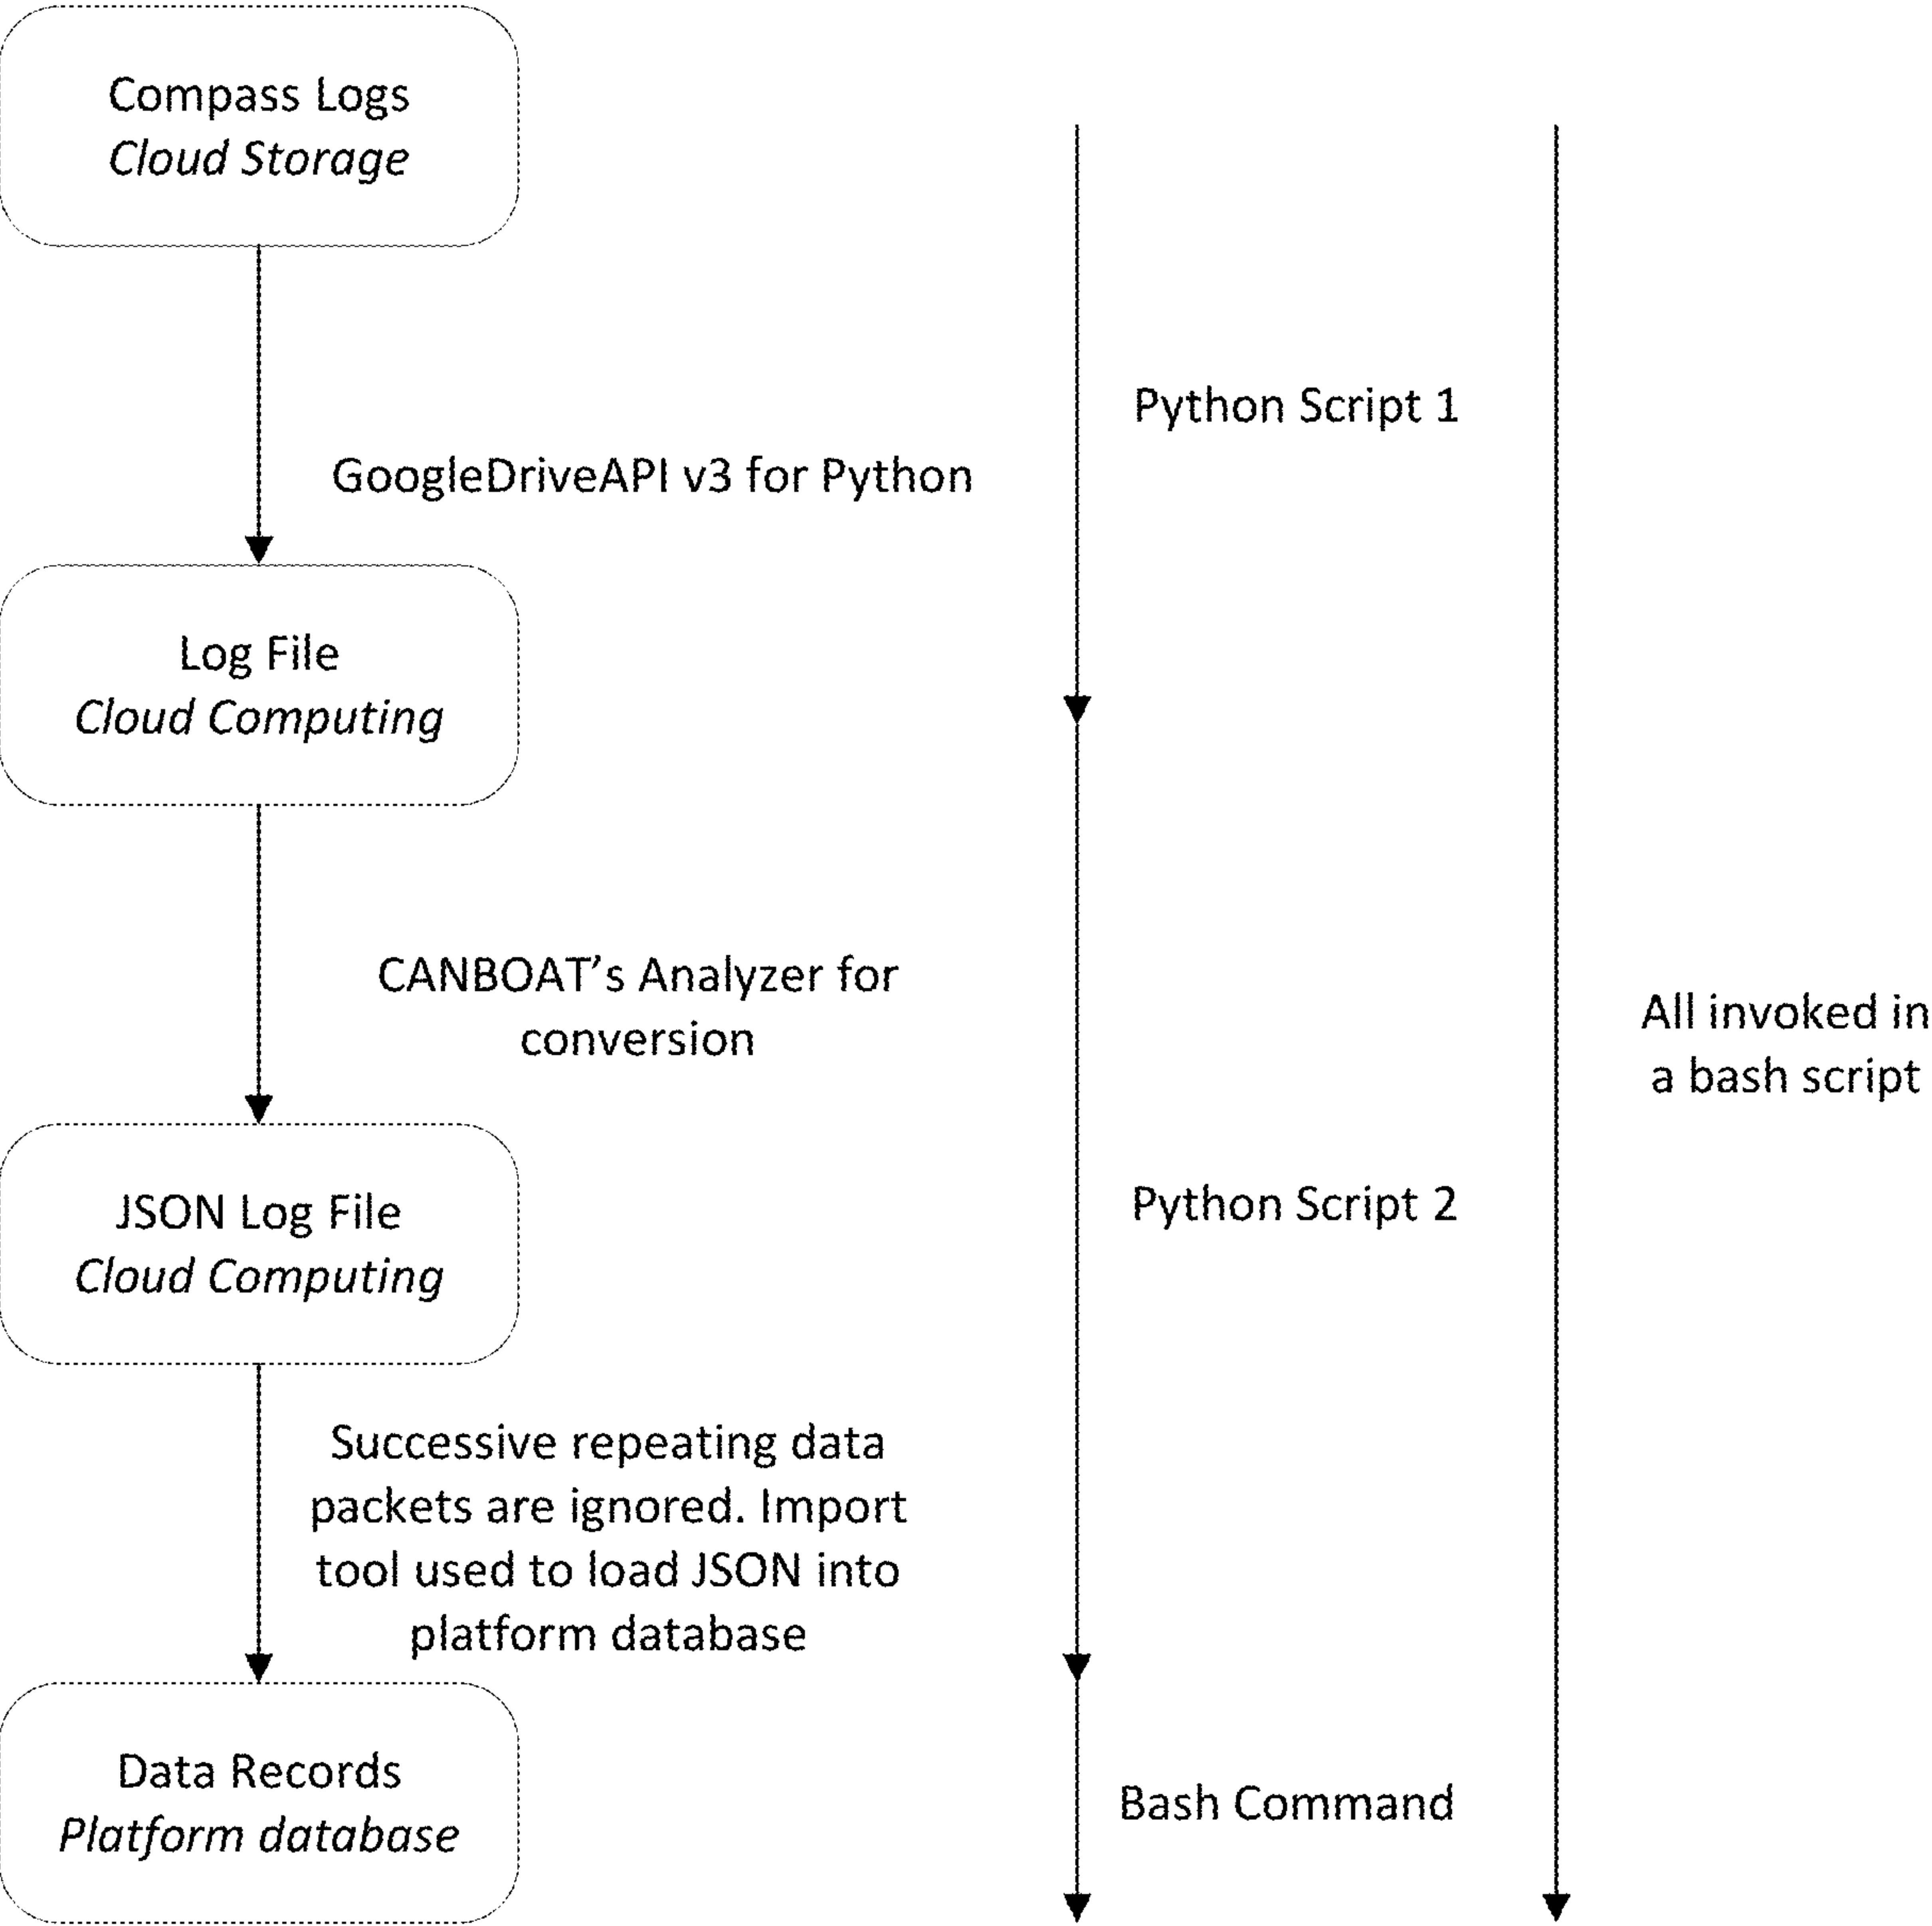 Compass Logs
Cloud Storage
Python Script 1
GoogleDriveAPI v3 for Python
Log File
Cloud Computing
CANBOAT's Analyzer for
conversion
All invoked in
a bash script
JSON Log File
Cloud Computing
Python Script 2
Successive repeating data
packets are ignored. Import
tool used to load JSON into
platform database
Data Records
Platform database
Bash Command